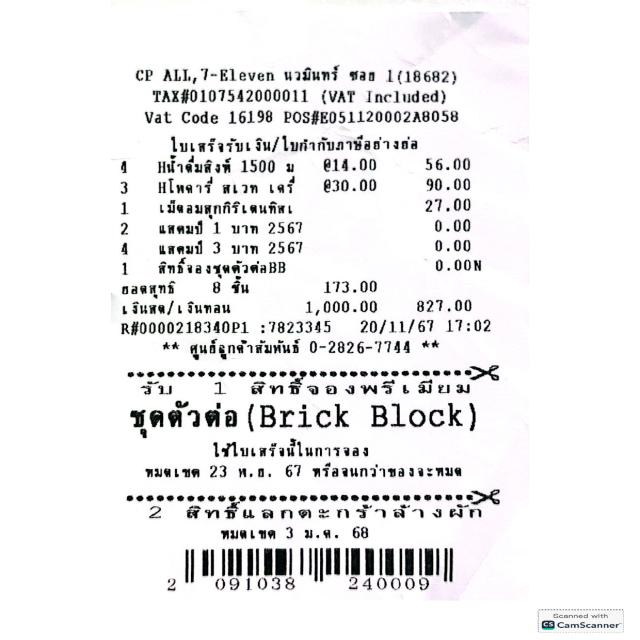 CP ALL,7-Eleven นวมินทร์ ซอย 1(18682)
TAX#0107542000011 (VAT Included)
Vat Code 16198 POS#E051120002A8058
ใบเสร็จรับเงิน/ใบกำกับภาษีอย่างย่อ
4 Hน้ำดื่มสิงห์ 1500 ม @14.00 56.00
3 Hโพคารี่ สเวท เครื่ @30.00 90.00
1 เม็ดอมสุกกิริเดนทิสเ 27.00
2 แสตมป์ 1 บาท 2567 0.00
4 แสตมป์ 3 บาท 2567 0.00
1 สิทธิ์จองชุดตัวต่อBB 0.00N
ยอดสุทธิ 8 ชิ้น 173.00
เงินสด/เงินทอน 1,000.00 827.00
R#0000218340P1 :7823345 20/11/67 17:02
** ศูนย์ลูกค้าสัมพันธ์ 0-2826-7744 **
รับ 1 สิทธิ์จองพรีเมียม
ชุดตัวต่อ(Brick Block)
ใช้ใบเสร็จนี้ในการจอง
หมดเขต 23 พ.ย. 67 หรือจนกว่าของจะหมด
2 สิทธิ์แลกตะกร้าล้างผัก
หมดเขต 3 ม.ค. 68
2 091038 240009
Scanned with
CS CamScanner